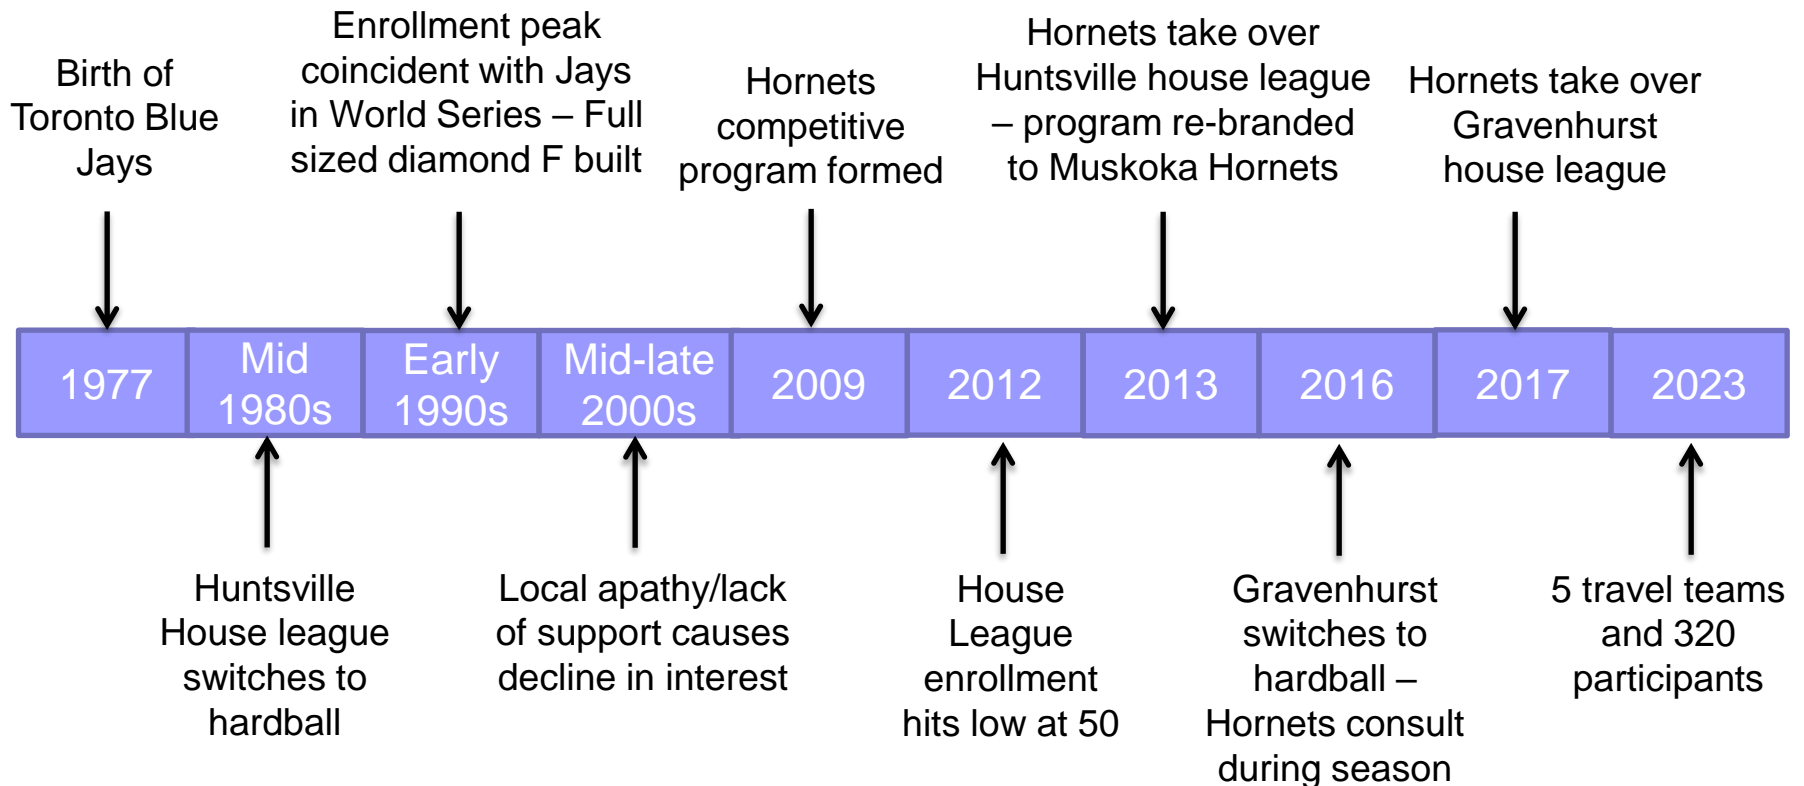 Birth of
Toronto Blue
Jays
Enrollment peak
coincident with Jays
in World Series – Full
sized diamond F built
Hornets
competitive
program formed
Hornets take over
Huntsville house league
– program re-branded
to Muskoka Hornets
Hornets take over
Gravenhurst
house league
1977
Mid
1980s
Early
1990s
Mid-late
2000s
2009
2012
2013
2016
2017
2023
Huntsville
House league
switches to
hardball
Local apathy/lack
of support causes
decline in interest
House
League
enrollment
hits low at 50
Gravenhurst
switches to
hardball –
Hornets consult
during season
5 travel teams
and 320
participants